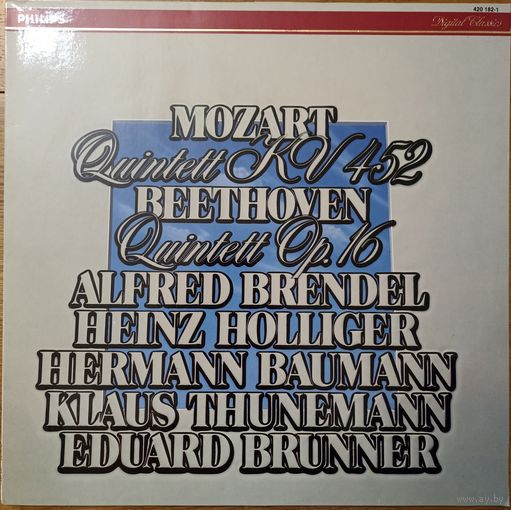 PHILIPS
420 182-1
Digital Classics
MOZART
Quintett KV 452
BEETHOVEN
Quintett Op.16
ALFRED BRENDEL
HEINZ HOLLIGER
HERMANN BAUMANN
KLAUS THUNEMANN
EDUARD BRUNNER
www.ay.by